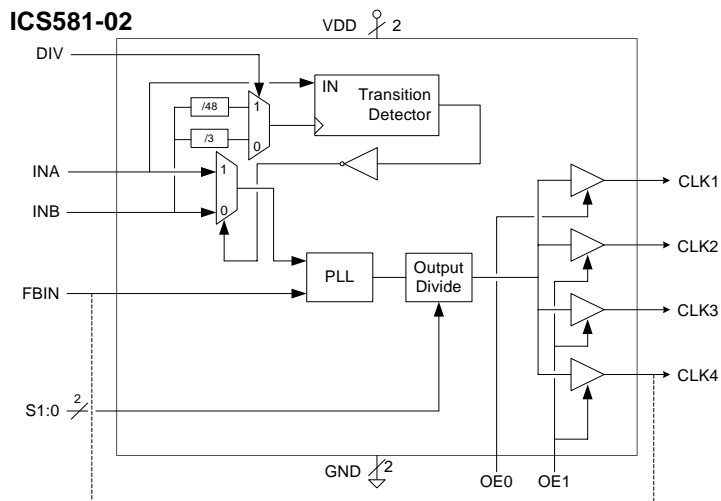 ICS581-02
VDD 2
DIV
IN
Transition
Detector
/48
1
/3
0
INA
1
INB
0
CLK1
CLK2
PLL
Output
Divide
FBIN
CLK3
CLK4
S1:0 2
GND 2
OE0 OE1